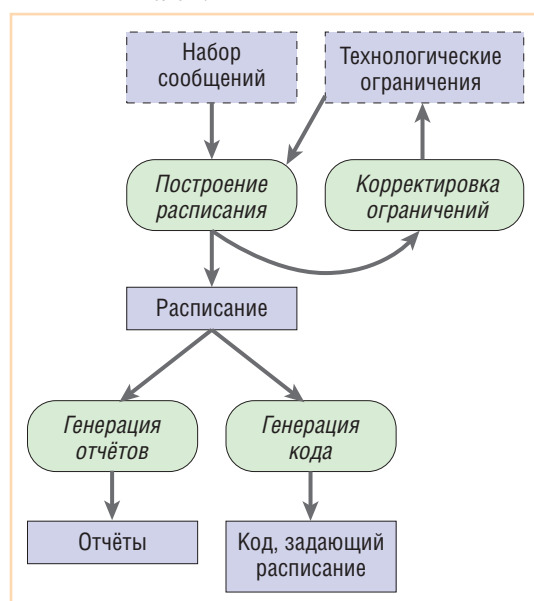 Набор
сообщений
Технологические
ограничения
Построение
расписания
Корректировка
ограничений
Расписание
Генерация
отчётов
Генерация
кода
Отчёты
Код, задающий
расписание